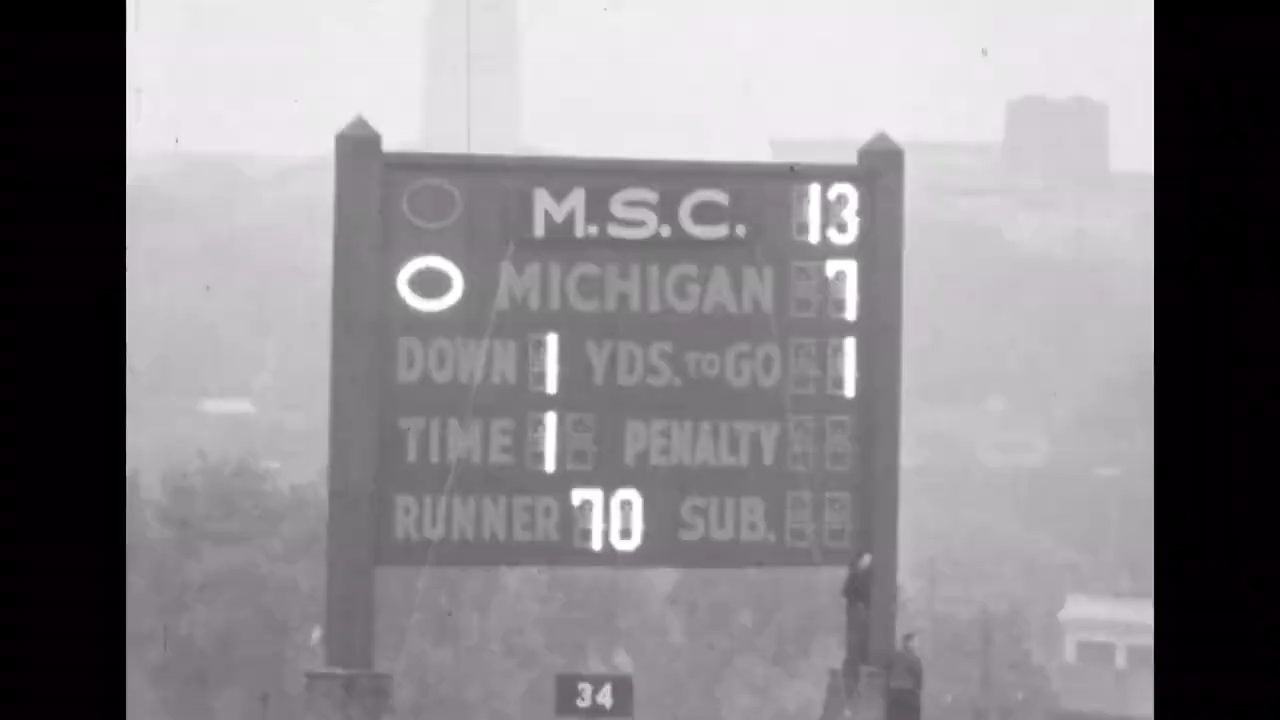 M.S.C. 13
MICHIGAN 7
DOWN 1 YDS. TO GO 1
TIME 1 PENALTY
RUNNER 70 SUB.
34